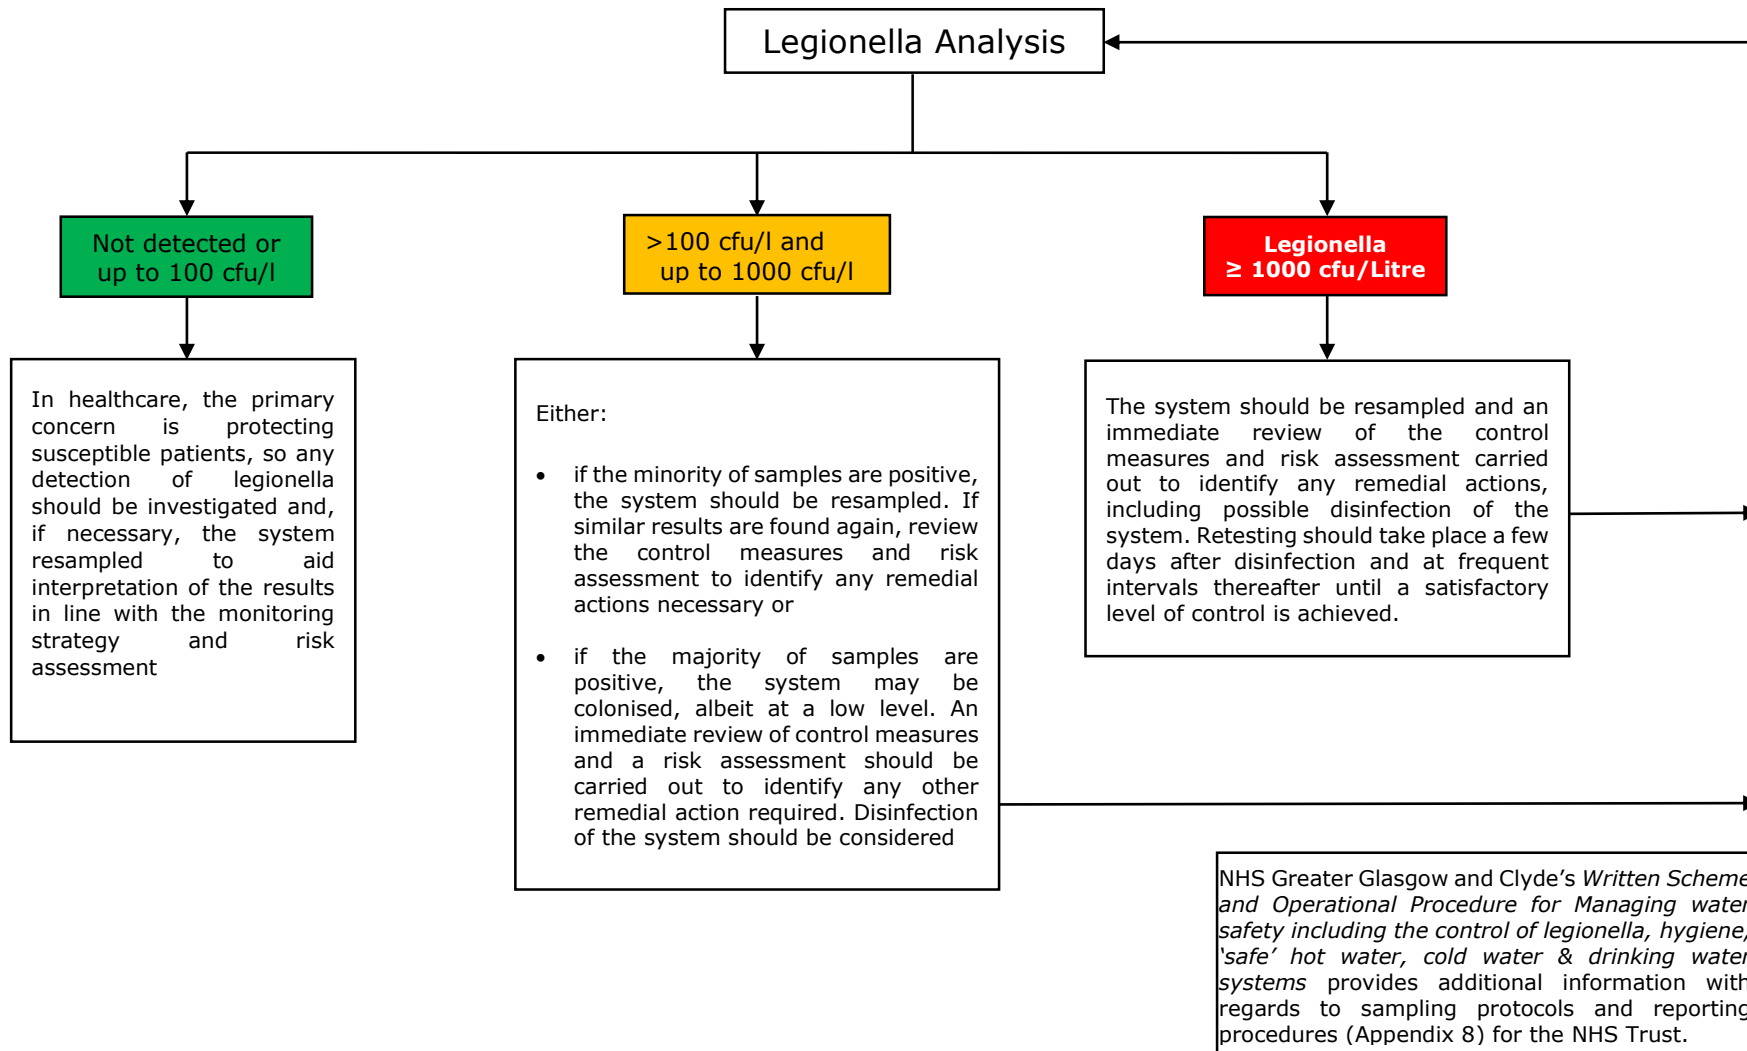 Legionella Analysis
Not detected or
up to 100 cfu/l
>100 cfu/l and
up to 1000 cfu/l
Legionella
≥ 1000 cfu/Litre
In healthcare, the primary
concern is protecting
susceptible patients, so any
detection of legionella
should be investigated and,
if necessary, the system
resampled to aid
interpretation of the results
in line with the monitoring
strategy and risk
assessment
Either:
• if the minority of samples are positive,
the system should be resampled. If
similar results are found again, review
the control measures and risk
assessment to identify any remedial
actions necessary or
• if the majority of samples are
positive, the system may be
colonised, albeit at a low level. An
immediate review of control measures
and a risk assessment should be
carried out to identify any other
remedial action required. Disinfection
of the system should be considered
The system should be resampled and an
immediate review of the control
measures and risk assessment carried
out to identify any remedial actions,
including possible disinfection of the
system. Retesting should take place a few
days after disinfection and at frequent
intervals thereafter until a satisfactory
level of control is achieved.
NHS Greater Glasgow and Clyde’s Written Scheme
and Operational Procedure for Managing water
safety including the control of legionella, hygiene,
‘safe’ hot water, cold water & drinking water
systems provides additional information with
regards to sampling protocols and reporting
procedures (Appendix 8) for the NHS Trust.